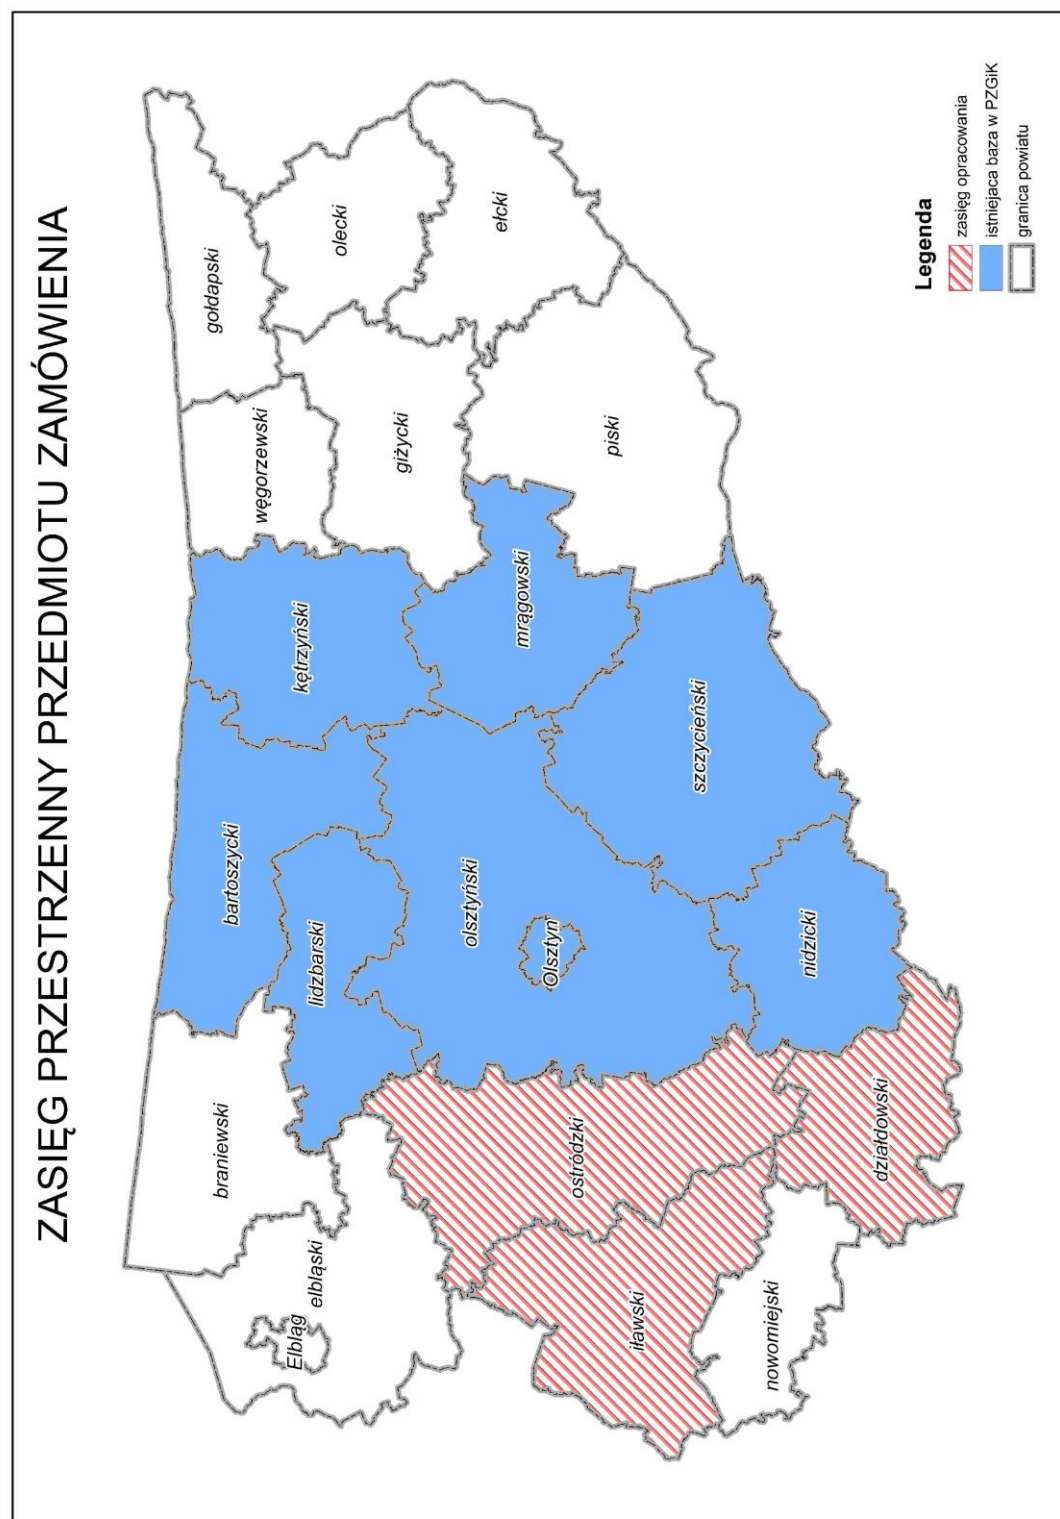 ZASIĘG PRZESTRZENNY PRZEDMIOTU ZAMÓWIENIA
gołdapski
węgorzewski
olecki
giżycki
ełcki
kętrzyński
bartoszycki
mrągowski
piski
lidzbarski
braniewski
olsztyński
Olsztyn
szczycieński
Elbląg
elbląski
ostródzki
nidzicki
iławski
działdowski
nowomiejski
Legenda
zasięg opracowania
istniejaca baza w PZGiK
granica powiatu